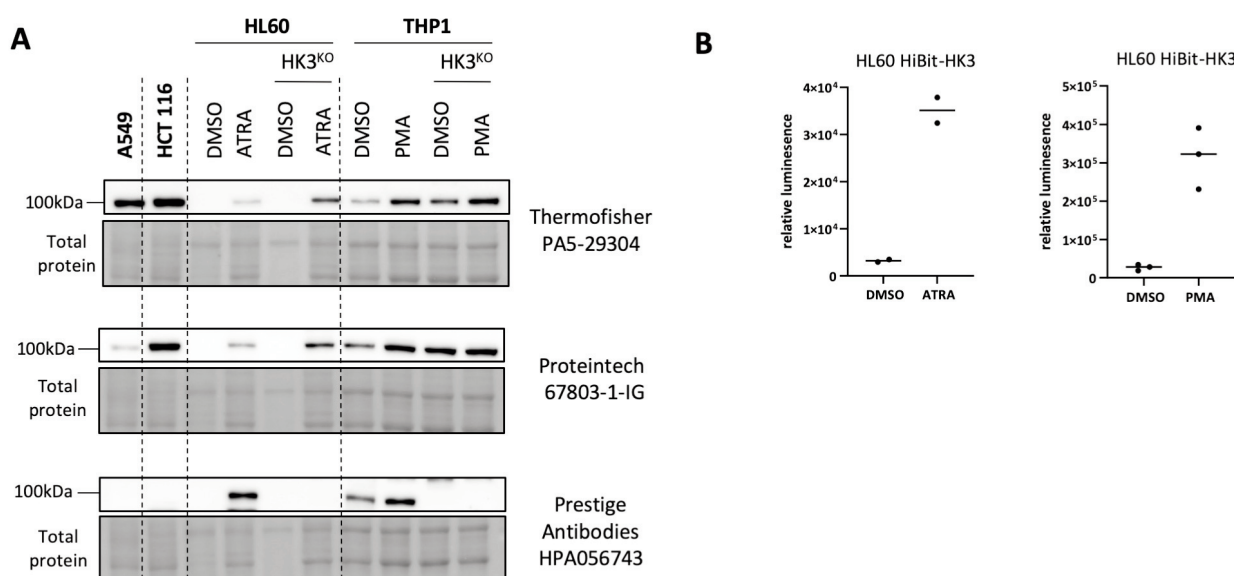 A
HL60
THP1
HK3ᴷᴼ
HK3ᴷᴼ
A549
HCT 116
DMSO
ATRA
DMSO
ATRA
DMSO
PMA
DMSO
PMA
100kDa
Total
protein
Thermofisher
PA5-29304
100kDa
Total
protein
Proteintech
67803-1-IG
100kDa
Total
protein
Prestige
Antibodies
HPA056743
B
HL60 HiBit-HK3
relative luminesence
4×10⁴
3×10⁴
2×10⁴
1×10⁴
0
DMSO
ATRA
HL60 HiBit-HK3
relative luminesence
5×10⁵
4×10⁵
3×10⁵
2×10⁵
1×10⁵
0
DMSO
PMA